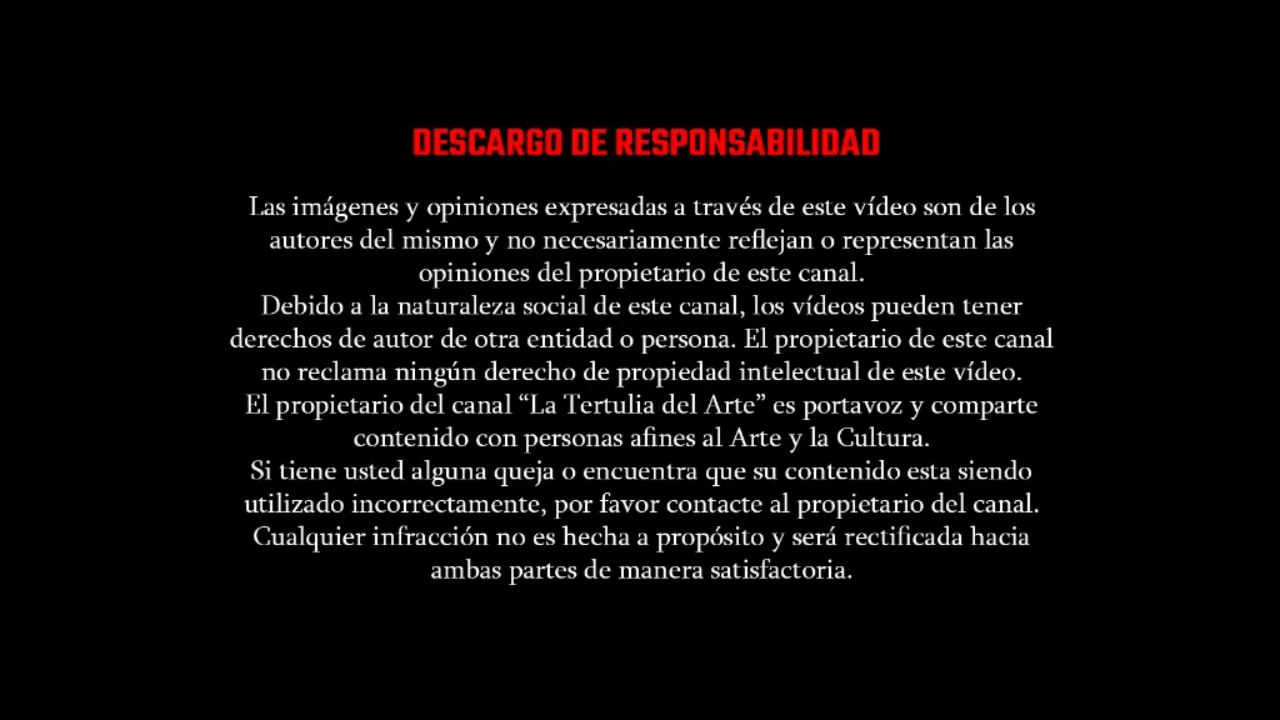 DESCARGO DE RESPONSABILIDAD
Las imágenes y opiniones expresadas a través de este vídeo son de los
autores del mismo y no necesariamente reflejan o representan las
opiniones del propietario de este canal.
Debido a la naturaleza social de este canal, los vídeos pueden tener
derechos de autor de otra entidad o persona. El propietario de este canal
no reclama ningún derecho de propiedad intelectual de este vídeo.
El propietario del canal “La Tertulia del Arte” es portavoz y comparte
contenido con personas afines al Arte y la Cultura.
Si tiene usted alguna queja o encuentra que su contenido esta siendo
utilizado incorrectamente, por favor contacte al propietario del canal.
Cualquier infracción no es hecha a propósito y será rectificada hacia
ambas partes de manera satisfactoria.